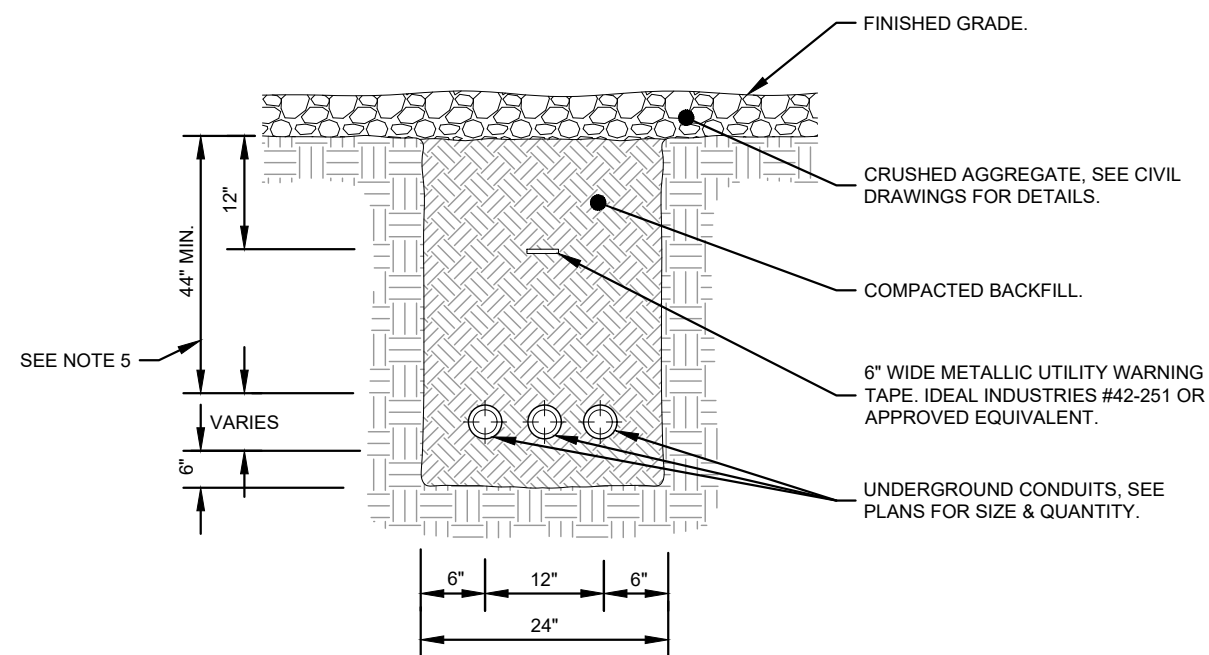 FINISHED GRADE.
CRUSHED AGGREGATE, SEE CIVIL
DRAWINGS FOR DETAILS.
12"
44" MIN.
COMPACTED BACKFILL.
SEE NOTE 5
6" WIDE METALLIC UTILITY WARNING
TAPE. IDEAL INDUSTRIES #42-251 OR
APPROVED EQUIVALENT.
VARIES
6"
UNDERGROUND CONDUITS, SEE
PLANS FOR SIZE & QUANTITY.
6" 12" 6"
24"